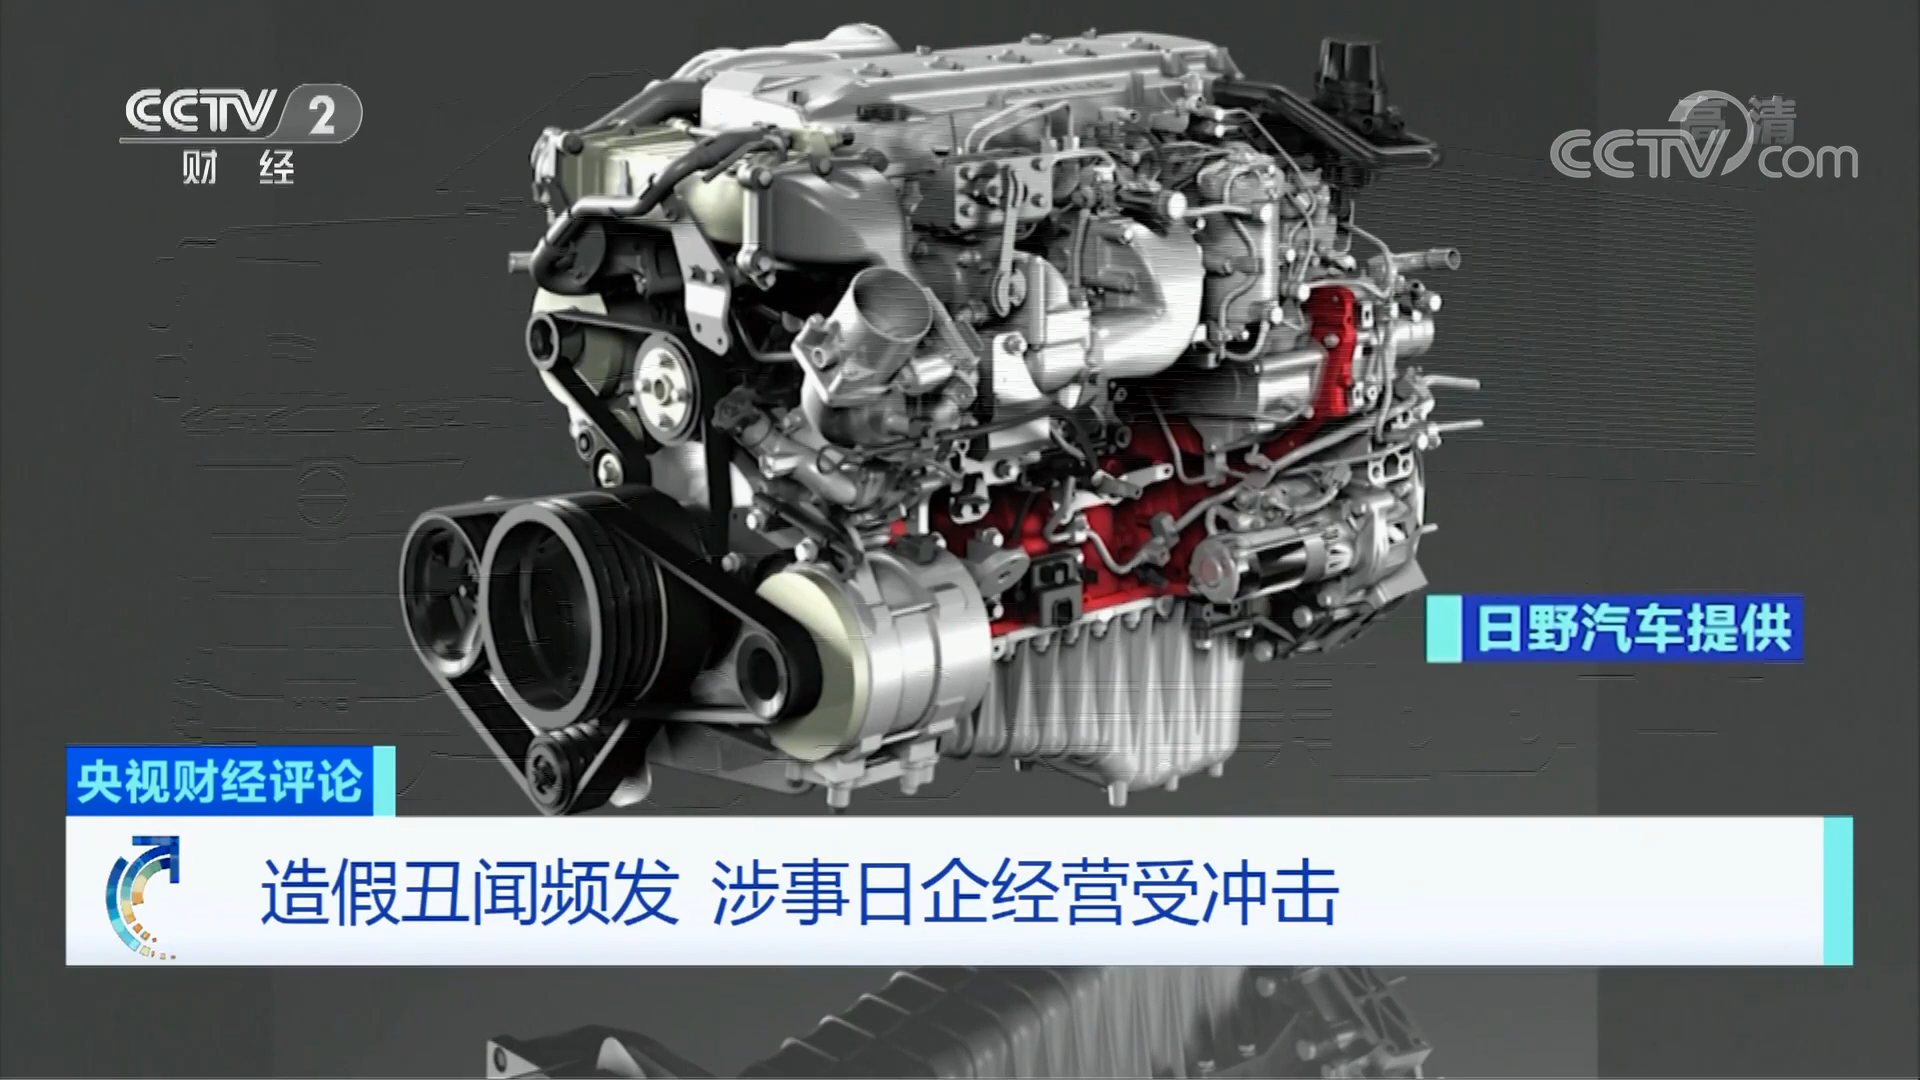 CCTV 2
财 经
高清
CCTV com
日野汽车提供
央视财经评论
造假丑闻频发 涉事日企经营受冲击